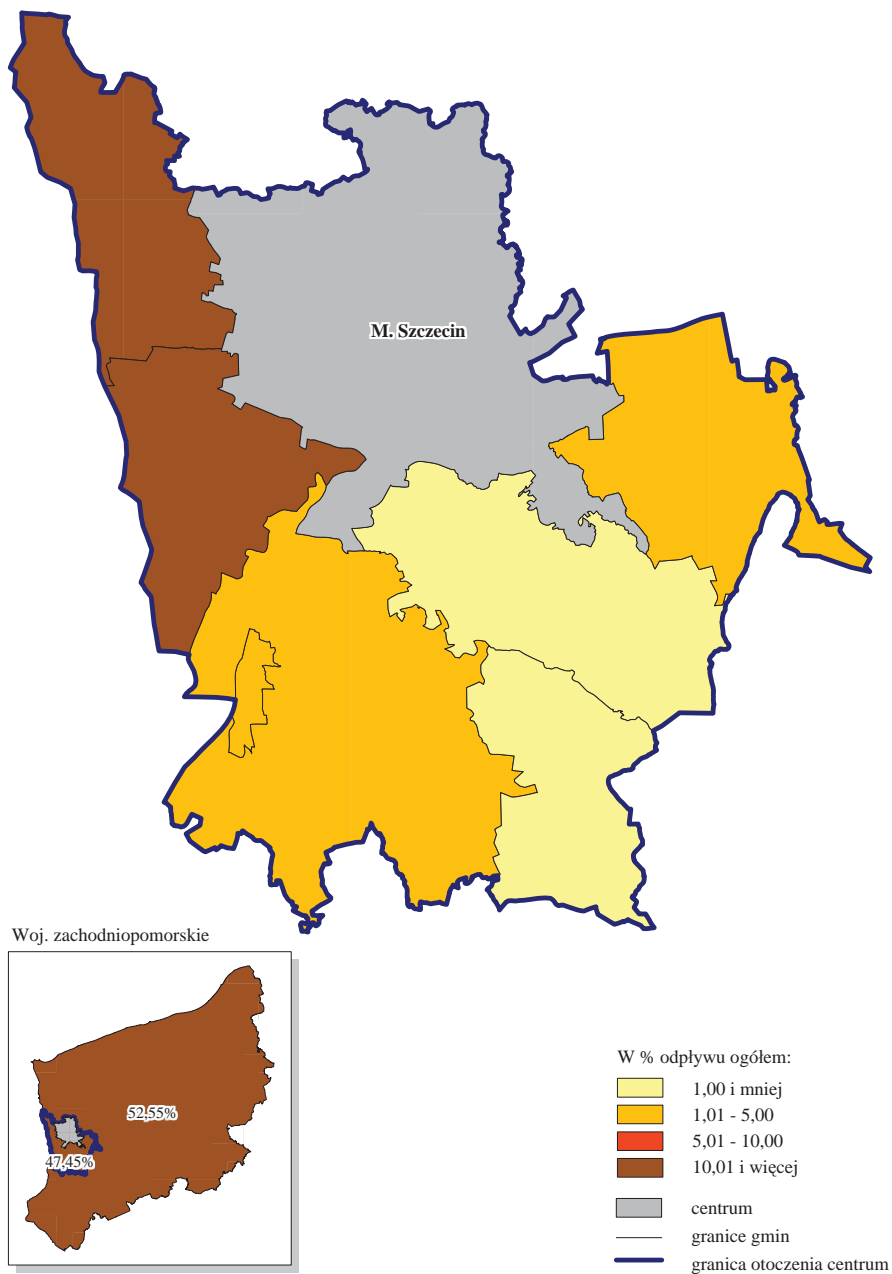 M. Szczecin
Woj. zachodniopomorskie
52,55%
47,45%
W % odpływu ogółem:
1,00 i mniej
1,01 - 5,00
5,01 - 10,00
10,01 i więcej
centrum
granice gmin
granica otoczenia centrum